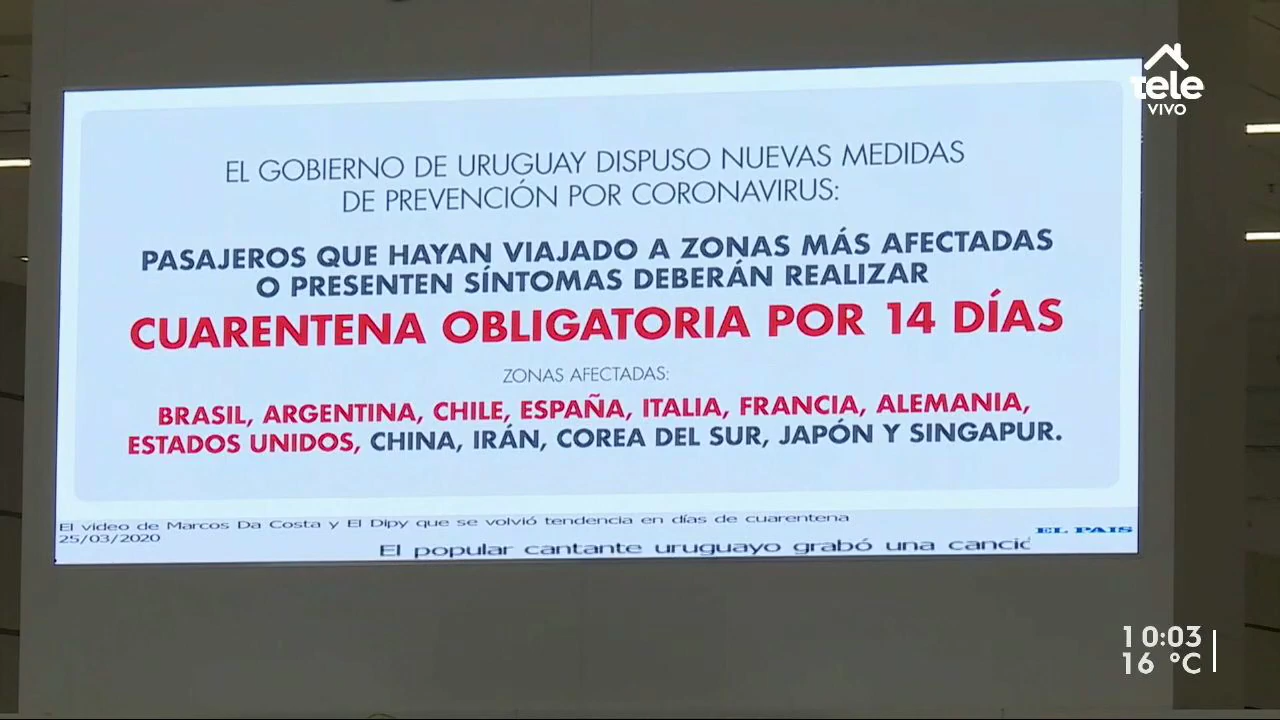 tele
VIVO
EL GOBIERNO DE URUGUAY DISPUSO NUEVAS MEDIDAS
DE PREVENCIÓN POR CORONAVIRUS:
PASAJEROS QUE HAYAN VIAJADO A ZONAS MÁS AFECTADAS
O PRESENTEN SÍNTOMAS DEBERÁN REALIZAR
CUARENTENA OBLIGATORIA POR 14 DÍAS
ZONAS AFECTADAS:
BRASIL, ARGENTINA, CHILE, ESPAÑA, ITALIA, FRANCIA, ALEMANIA,
ESTADOS UNIDOS, CHINA, IRÁN, COREA DEL SUR, JAPÓN Y SINGAPUR.
El video de Marcos Da Costa y El Dipy que se volvió tendencia en días de cuarentena
25/03/2020
EL PAIS
El popular cantante uruguayo grabó una
10:03
16 °C